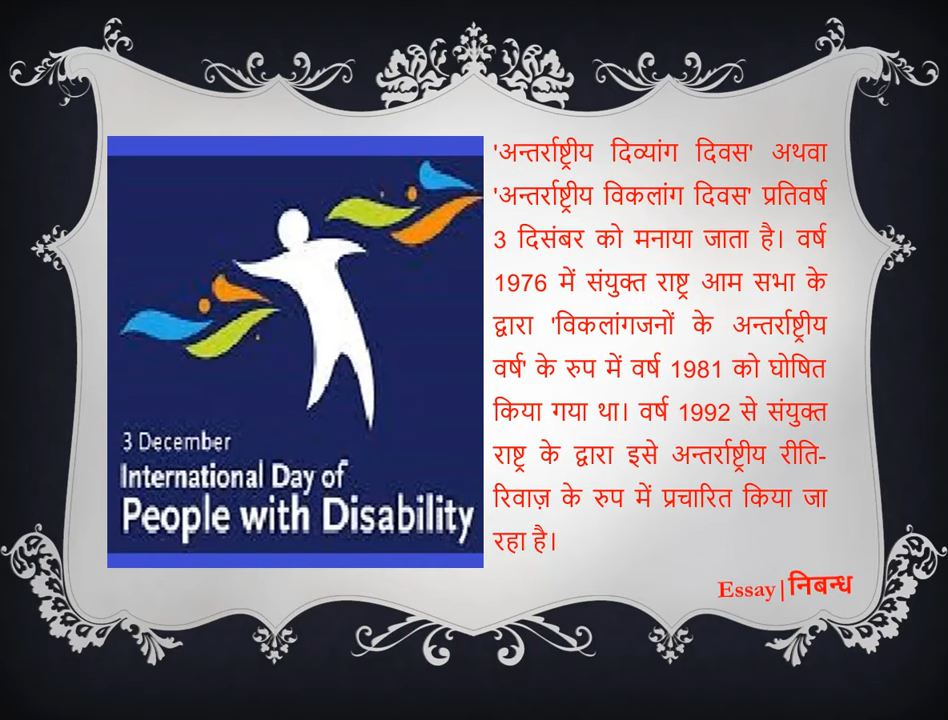 3 December
International Day of
People with Disability
'अन्तर्राष्ट्रीय दिव्यांग दिवस' अथवा
'अन्तर्राष्ट्रीय विकलांग दिवस' प्रतिवर्ष
3 दिसंबर को मनाया जाता है। वर्ष
1976 में संयुक्त राष्ट्र आम सभा के
द्वारा 'विकलांगजनों के अन्तर्राष्ट्रीय
वर्ष' के रुप में वर्ष 1981 को घोषित
किया गया था। वर्ष 1992 से संयुक्त
राष्ट्र के द्वारा इसे अन्तर्राष्ट्रीय रीति-
रिवाज़ के रुप में प्रचारित किया जा
रहा है।
Essay|निबन्ध